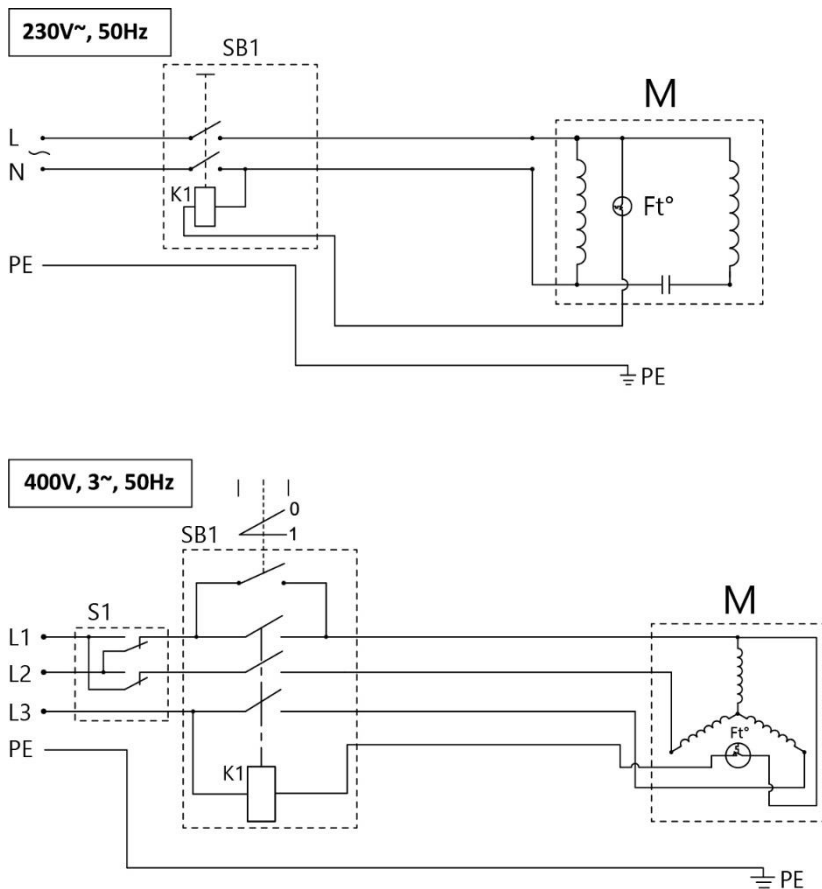 230V~, 50Hz
SB1
M
L
~
N
K1
Ft°
PE
PE
400V, 3~, 50Hz
0
SB1
1
S1
M
L1
L2
L3
Ft°
PE
K1
PE